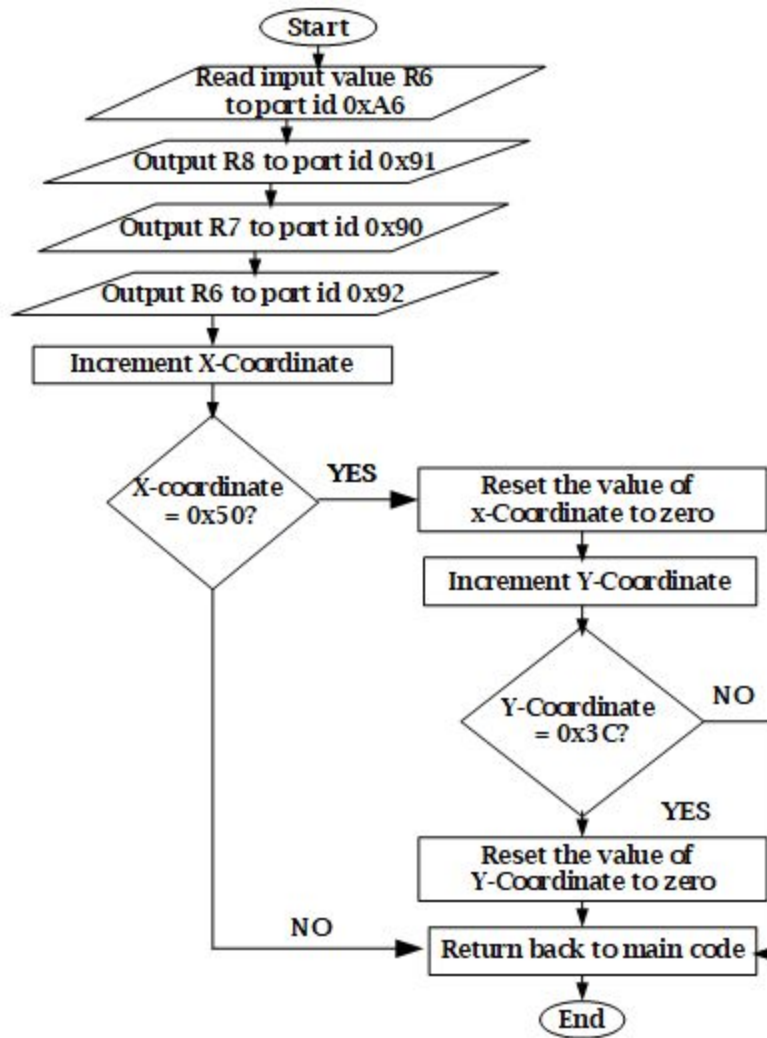 Start
Read input value R6
to port id 0xA6
Output R8 to port id 0x91
Output R7 to port id 0x90
Output R6 to port id 0x92
Increment X-Coordinate
X-coordinate
= 0x50?
YES
Reset the value of
x-Coordinate to zero
Increment Y-Coordinate
Y-Coordinate
= 0x3C?
NO
YES
Reset the value of
Y-Coordinate to zero
NO
Return back to main code
End